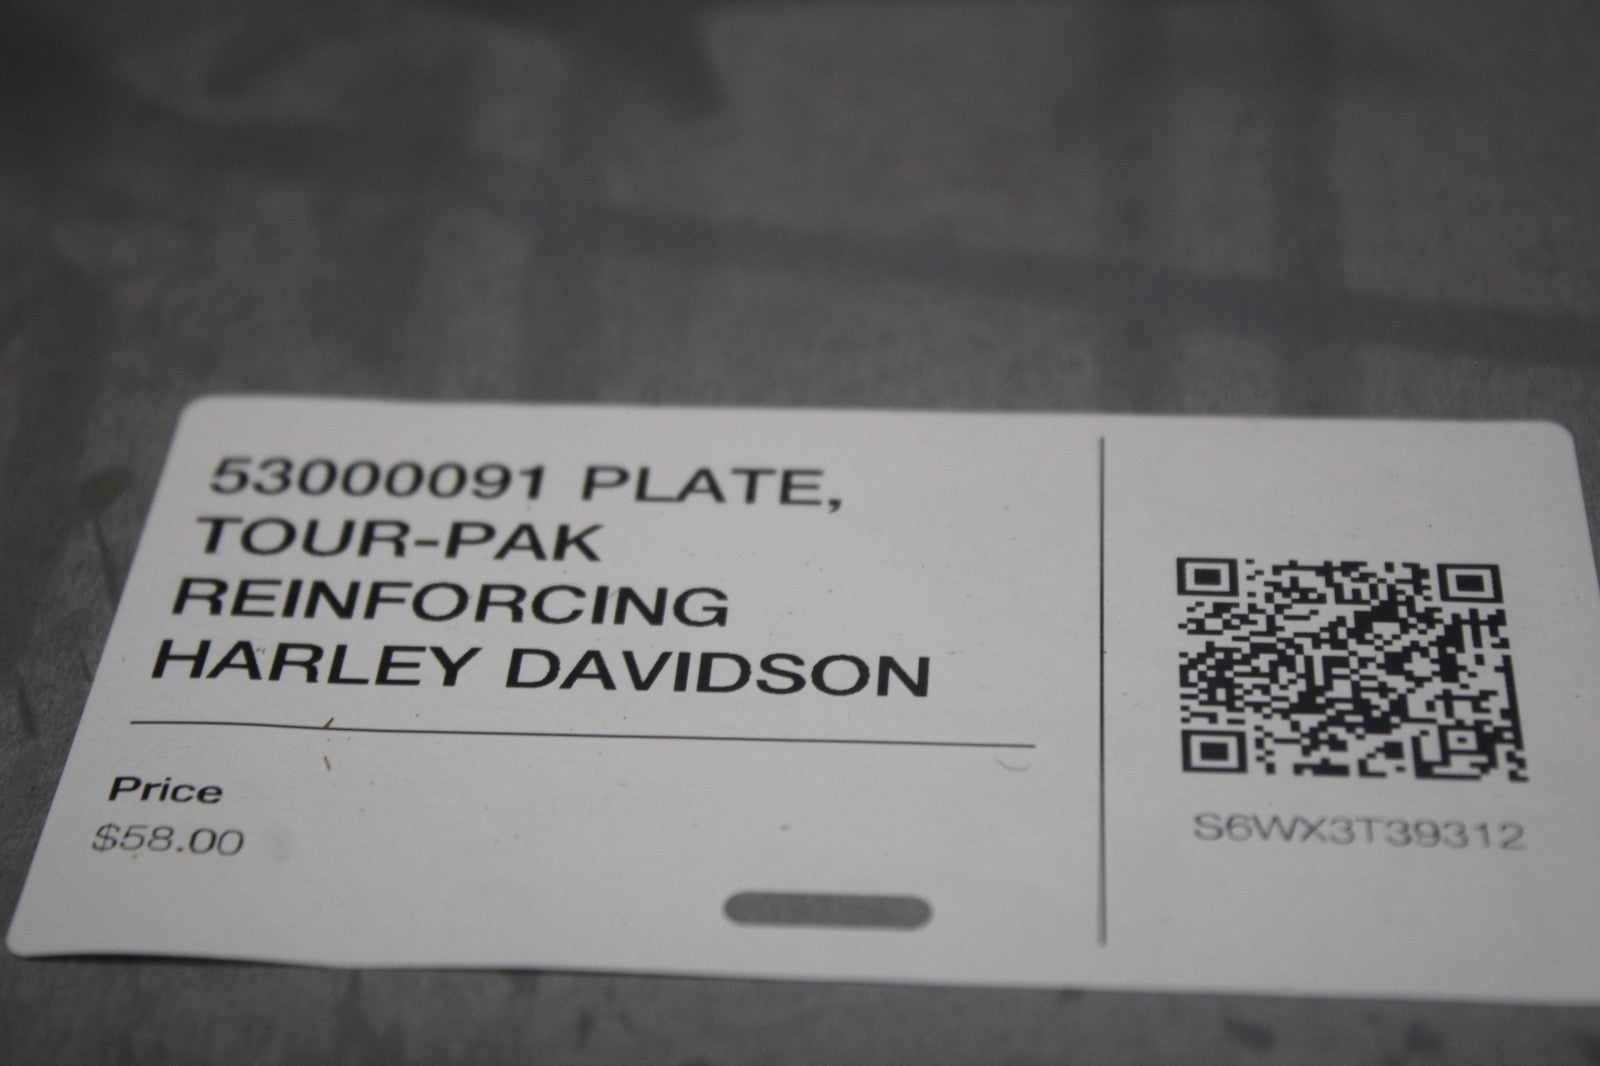 53000091 PLATE,
TOUR-PAK
REINFORCING
HARLEY DAVIDSON
Price
$58.00
S6WX3T39312